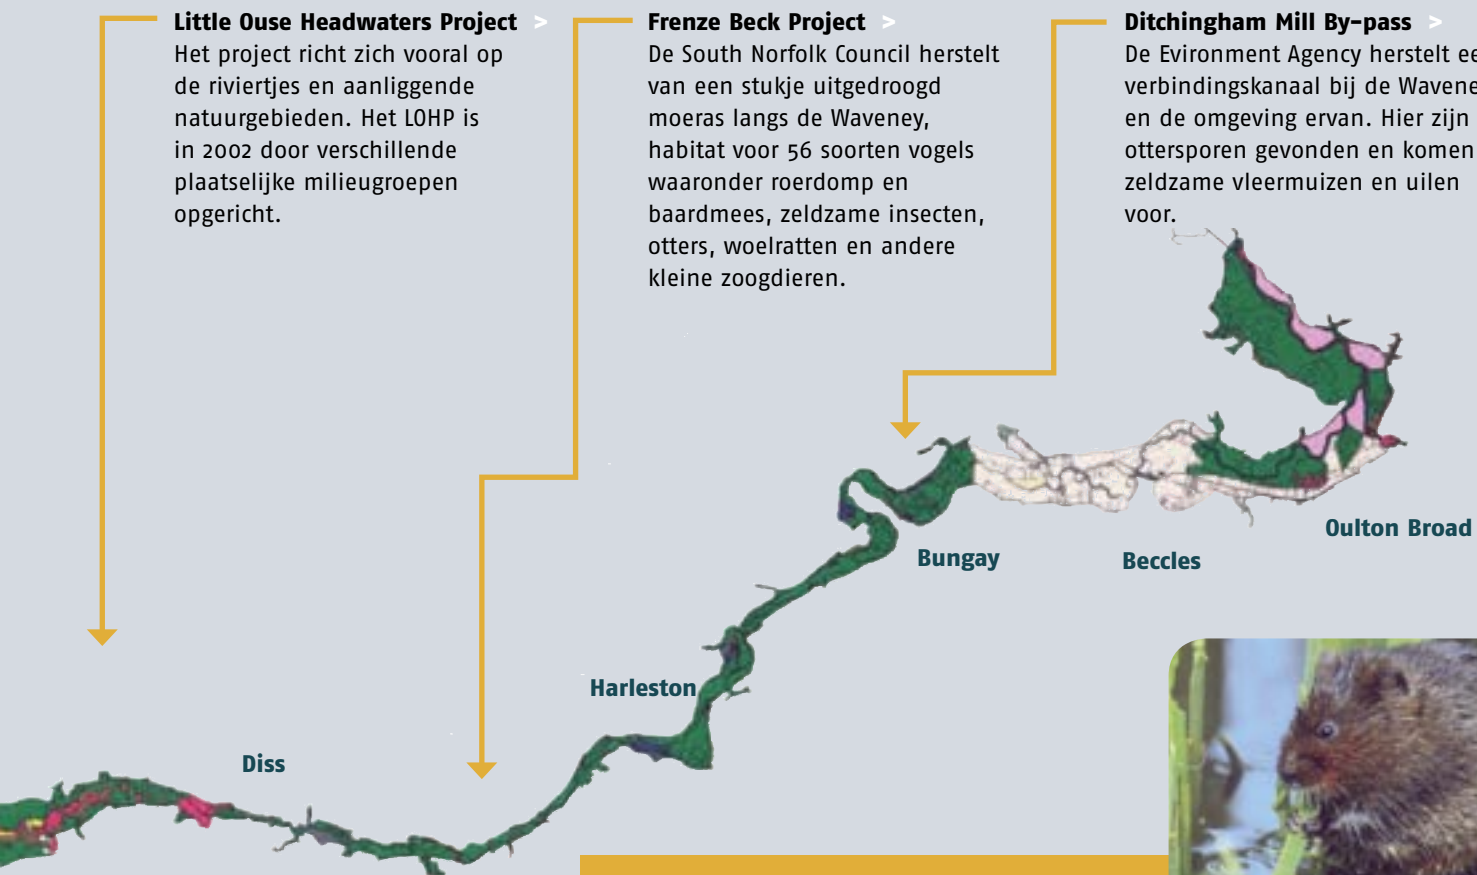 Little Ouse Headwaters Project >
Het project richt zich vooral op
de riviertjes en aanliggende
natuurgebieden. Het LOHP is
in 2002 door verschillende
plaatselijke milieugroepen
opgericht.
Frenze Beck Project >
De South Norfolk Council herstelt
van een stukje uitgedroogd
moeras langs de Waveney,
habitat voor 56 soorten vogels
waaronder roerdomp en
baardmees, zeldzame insecten,
otters, woelratten en andere
kleine zoogdieren.
Ditchingham Mill By-pass >
De Evironment Agency herstelt
verbindingskanaal bij de
en de omgeving ervan. Hier zijn
ottersporen gevonden en komen
zeldzame vleermuizen en uilen
voor.
Oulton Broad
Bungay
Beccles
Harleston
Diss